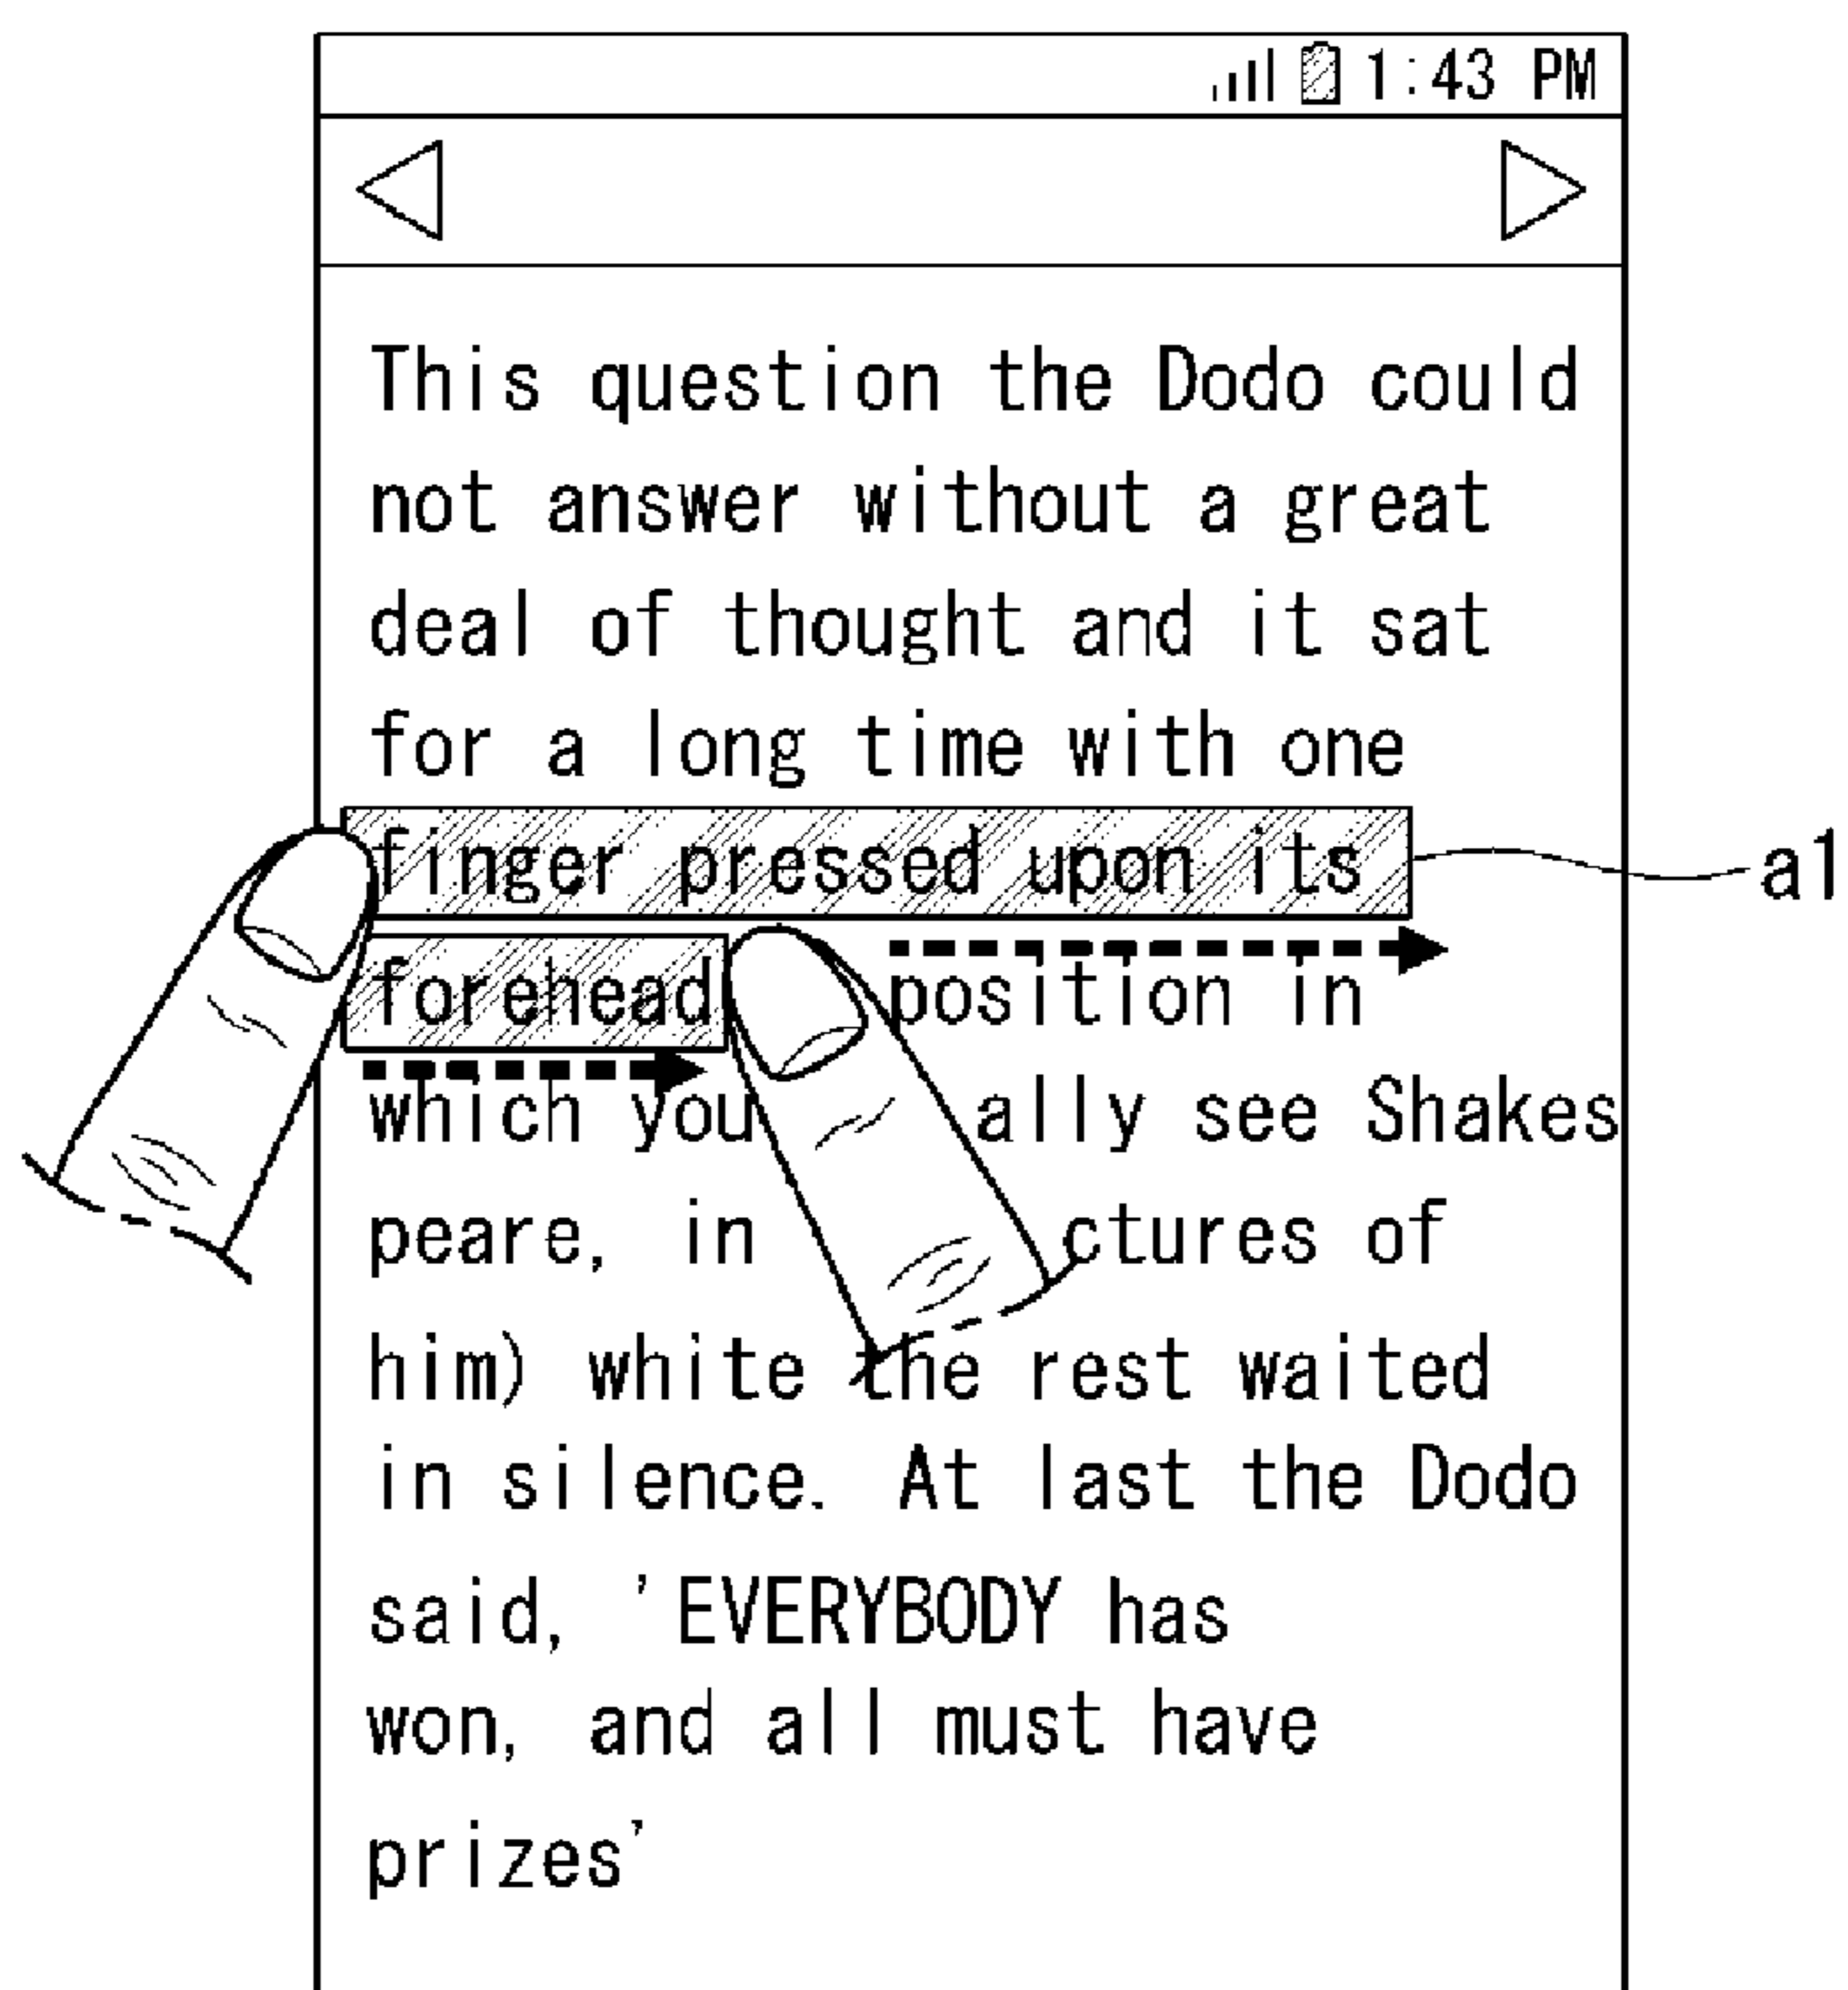 1:43 PM
This question the Dodo could
not answer without a great
deal of thought and it sat
for a long time with one
finger pressed upon its
a1
forehead position in
which you ally see Shakes
peare, in ctures of
him) white the rest waited
in silence. At last the Dodo
said, 'EVERYBODY has
won, and all must have
prizes'